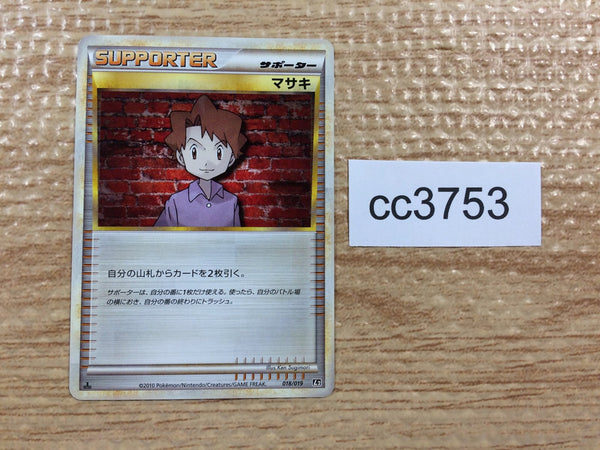 SUPPORTER サポーター
マサキ
自分の山札からカードを2枚引く。
サポーターは、自分の番に1枚だけ使える。使ったら、自分のバトル場
の横におき、自分の番の終わりにトラッシュ。
Illus. Ken Sugimori
©2010 Pokémon/Nintendo/Creatures/GAME FREAK. 018/019
cc3753